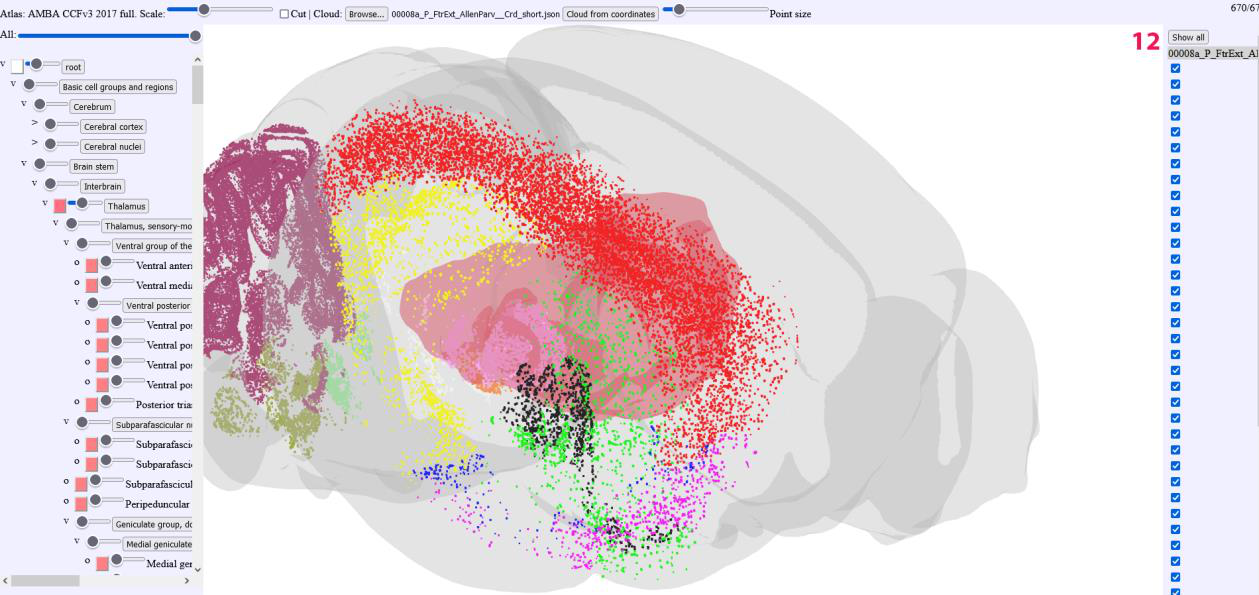 Atlas: AMBA CCFv3 2017 full. Scale: Cut | Cloud: Browse... 00008a_P_FtrExt_AllenParv__Crd_short.json Cloud from coordinates Point size 670/67
All:
12
Show all
00008a_P_FtrExt_Al
v root
v Basic cell groups and regions
v Cerebrum
> Cerebral cortex
> Cerebral nuclei
v Brain stem
v Interbrain
v Thalamus
v Thalamus, sensory-mo
v Ventral group of the
o Ventral anteri
o Ventral media
v Ventral posterior
o Ventral pos
o Ventral pos
o Ventral pos
o Ventral pos
o Posterior tria
v Subparafascicular nu
o Subparafasci
o Subparafasci
o Subparafascicul
o Peripeduncular
v Geniculate group, do
v Medial geniculate
o Medial ger